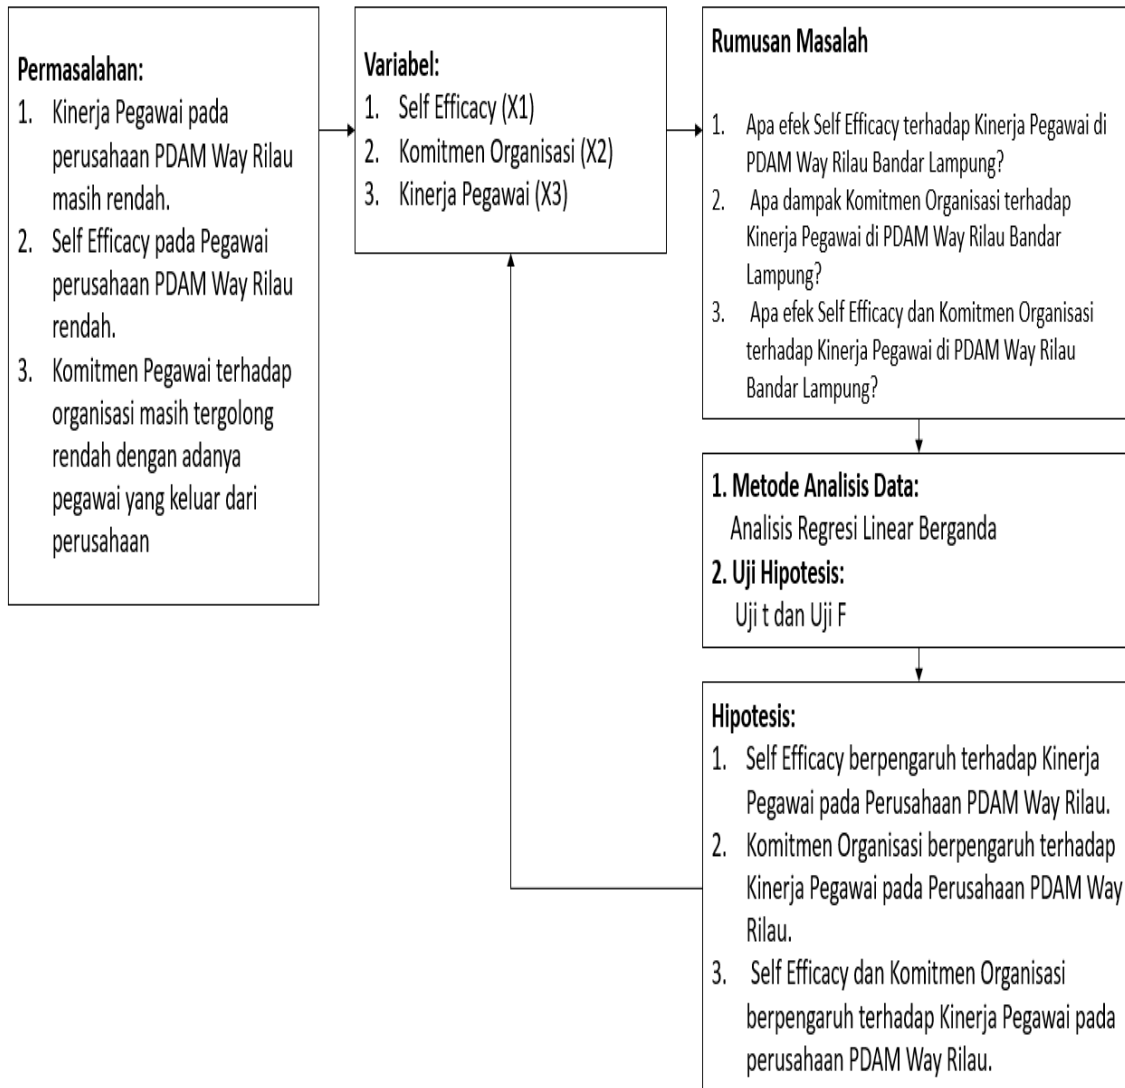 Permasalahan:
1. Kinerja Pegawai pada
perusahaan PDAM Way Rilau
masih rendah.
2. Self Efficacy pada Pegawai
perusahaan PDAM Way Rilau
rendah.
3. Komitmen Pegawai terhadap
organisasi masih tergolong
rendah dengan adanya
pegawai yang keluar dari
perusahaan
Variabel:
1. Self Efficacy (X1)
2. Komitmen Organisasi (X2)
3. Kinerja Pegawai (X3)
Rumusan Masalah
1. Apa efek Self Efficacy terhadap Kinerja Pegawai di
PDAM Way Rilau Bandar Lampung?
2. Apa dampak Komitmen Organisasi terhadap
Kinerja Pegawai di PDAM Way Rilau Bandar
Lampung?
3. Apa efek Self Efficacy dan Komitmen Organisasi
terhadap Kinerja Pegawai di PDAM Way Rilau
Bandar Lampung?
1. Metode Analisis Data:
Analisis Regresi Linear Berganda
2. Uji Hipotesis:
Uji t dan Uji F
Hipotesis:
1. Self Efficacy berpengaruh terhadap Kinerja
Pegawai pada Perusahaan PDAM Way Rilau.
2. Komitmen Organisasi berpengaruh terhadap
Kinerja Pegawai pada Perusahaan PDAM Way
Rilau.
3. Self Efficacy dan Komitmen Organisasi
berpengaruh terhadap Kinerja Pegawai pada
perusahaan PDAM Way Rilau.